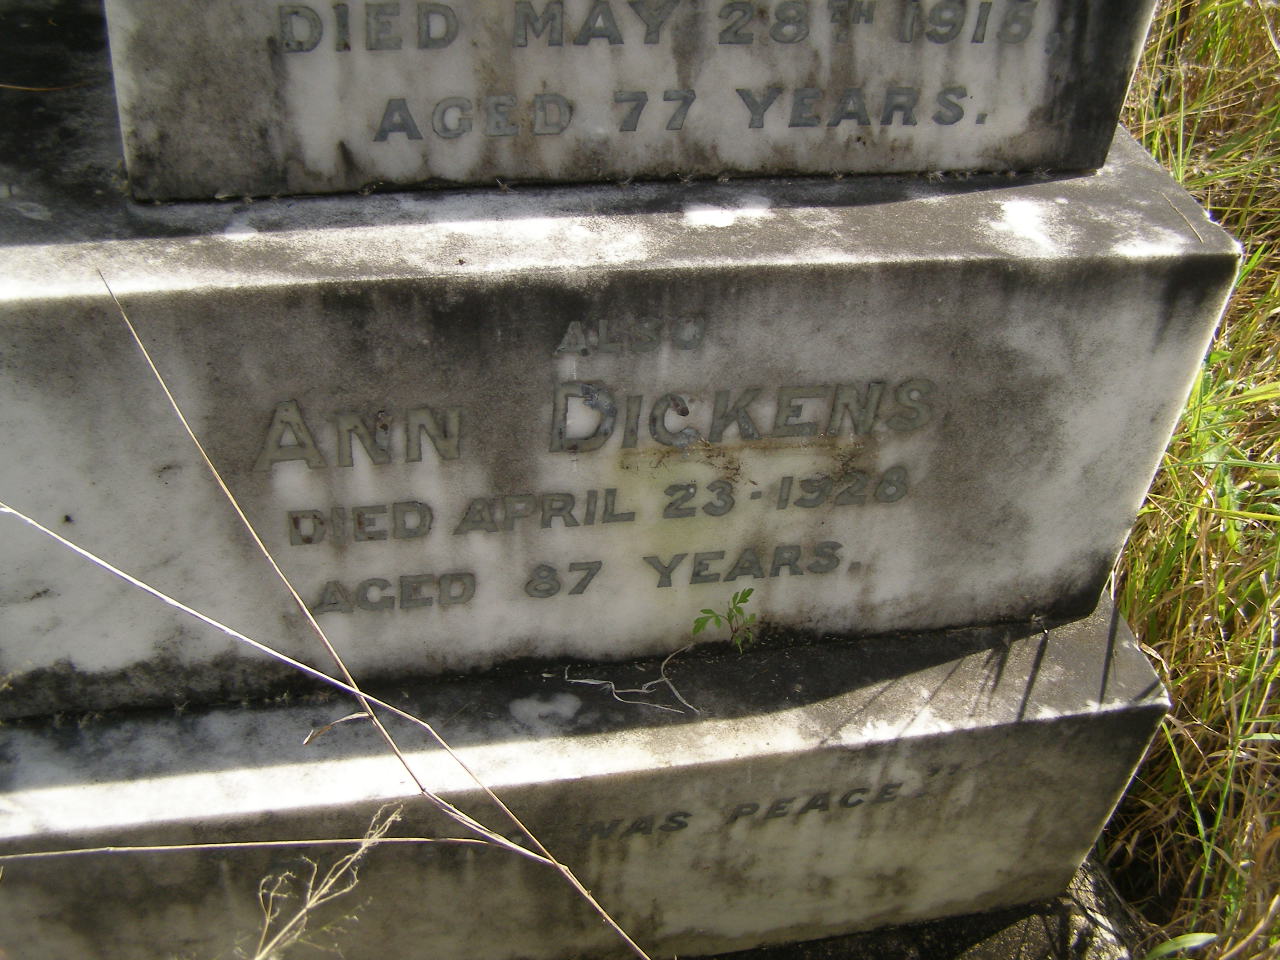 DIED MAY 28TH 1915,
AGED 77 YEARS.
ALSO
ANN DICKENS
DIED APRIL 23·1928
AGED 87 YEARS.
WAS PEACE."